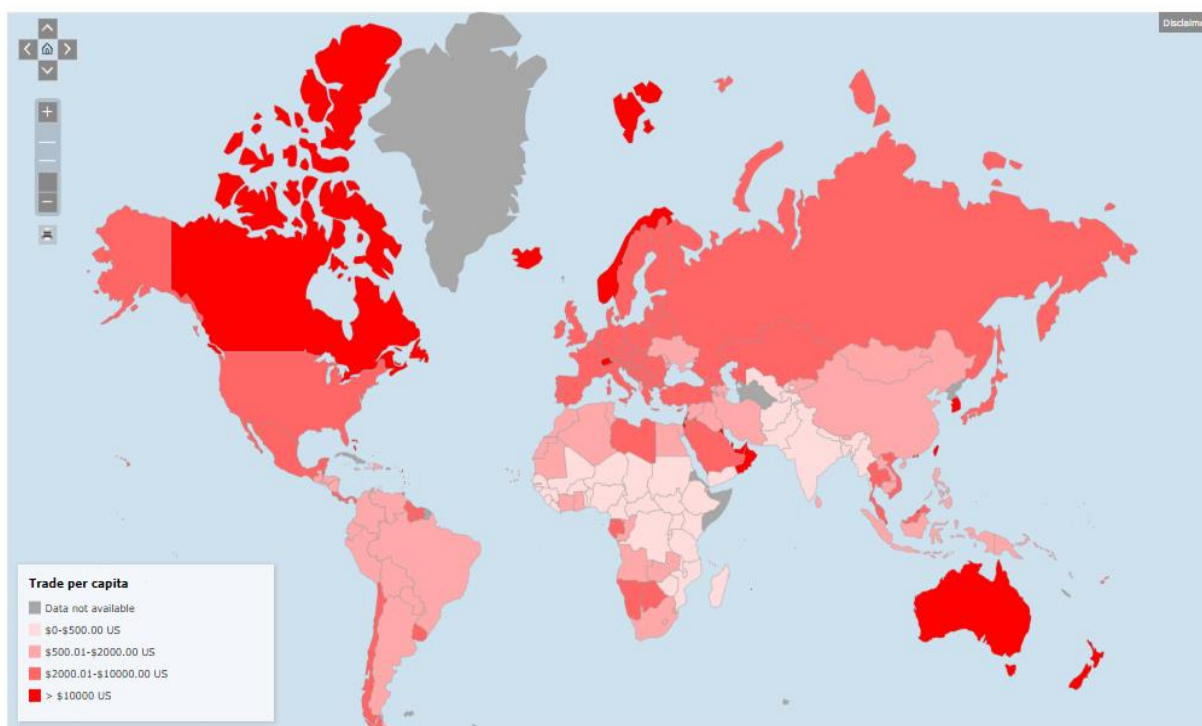 Disclaime
Trade per capita
Data not available
$0-$500.00 US
$500.01-$2000.00 US
$2000.01-$10000.00 US
> $10000 US